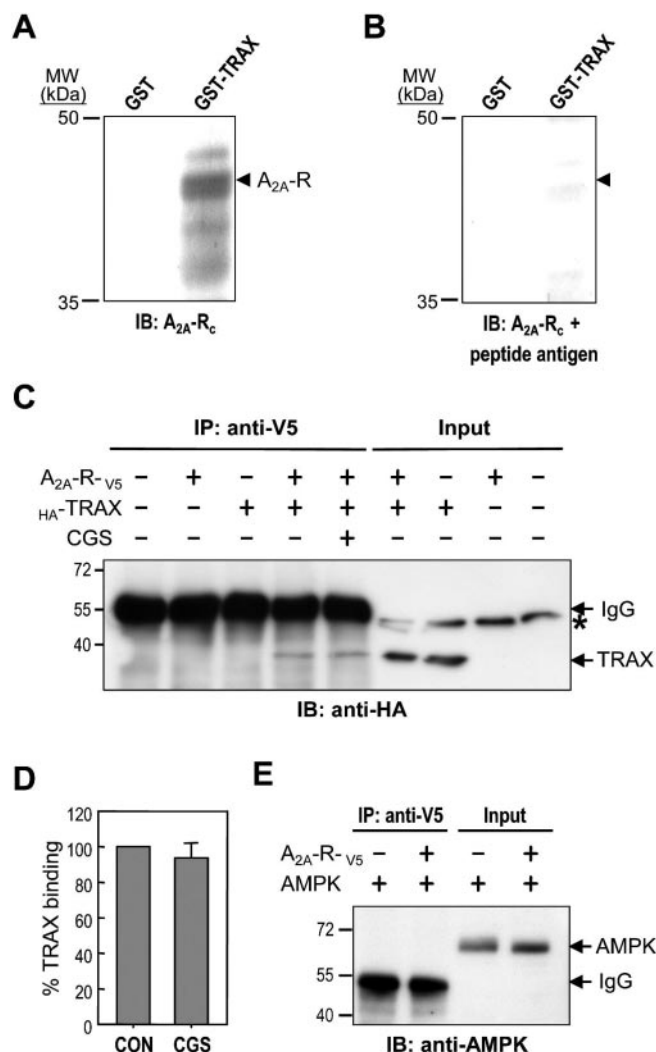 A
MW
(kDa)
GST
GST-TRAX
50
A2A-R
35
IB: A2A-Rc
B
MW
(kDa)
GST
GST-TRAX
50
35
IB: A2A-Rc +
peptide antigen
C
IP: anti-V5 Input
A2A-R-V5 – + – + + + – + –
HA-TRAX – – + + + + + – –
CGS – – – – + – – – –
72
55
40
IgG
*
TRAX
IB: anti-HA
D
% TRAX binding
120
100
80
60
40
20
0
CON CGS
E
IP: anti-V5 Input
A2A-R-V5 – + – +
AMPK + + + +
72
55
40
AMPK
IgG
IB: anti-AMPK